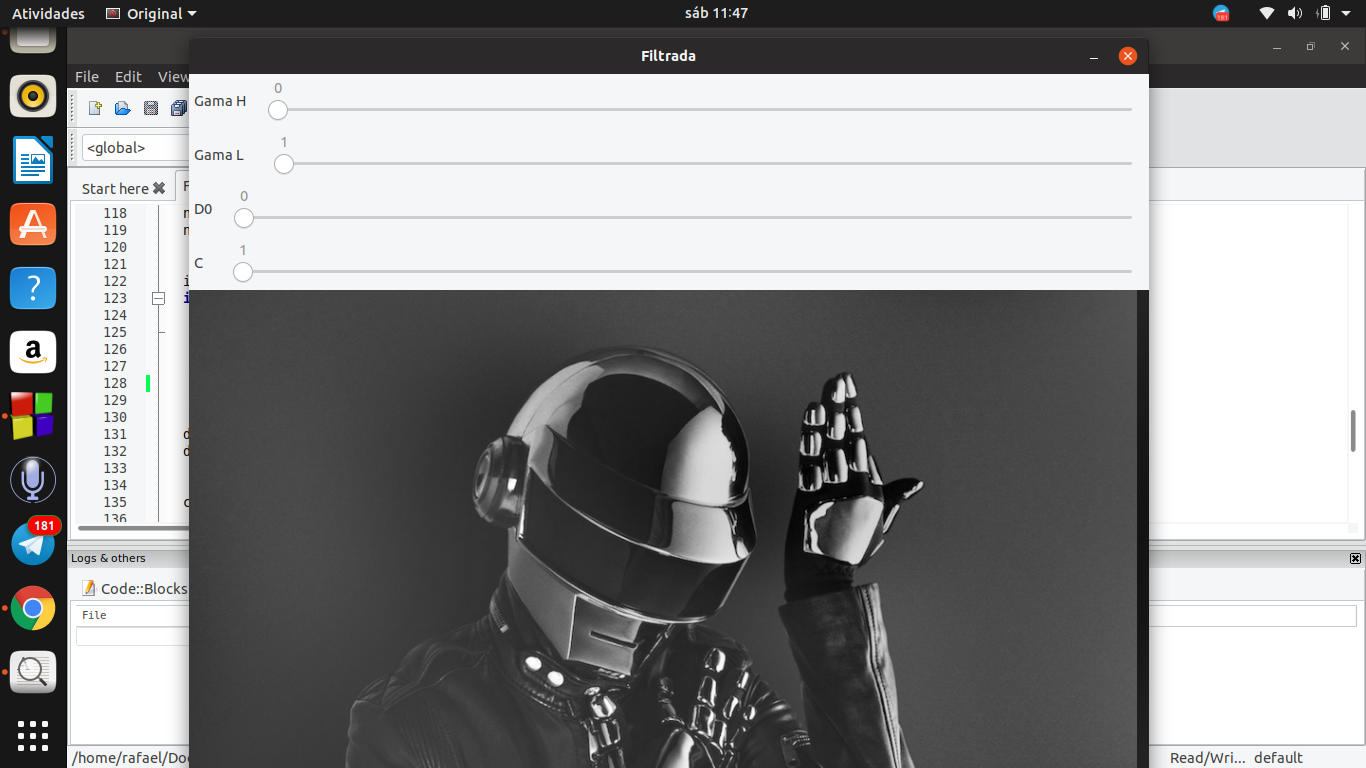 Atividades Original sáb 11:47
181
Filtrada
File Edit View
Gama H 0
Gama L 1
D0 0
C 1
<global>
Start here
118
119
120
121
122
123
124
125
126
127
128
129
130
131
132
133
134
135
136
181
Logs & others
Code::Blocks
File
/home/rafael/Do
Read/Wri... default